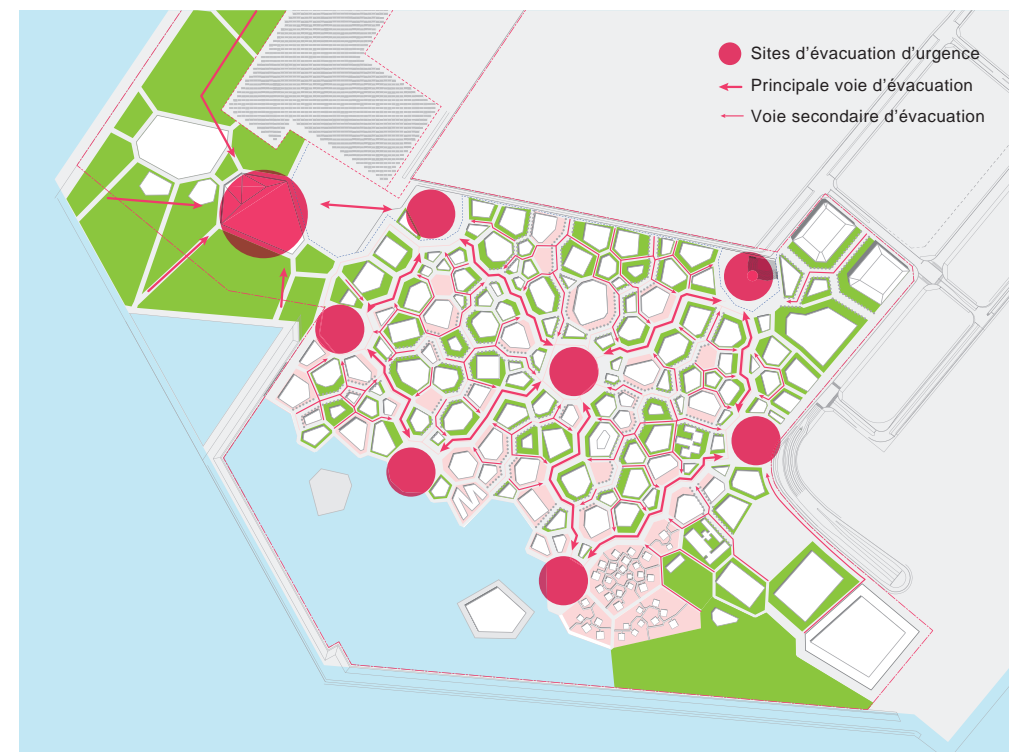 Sites d'évacuation d'urgence
Principale voie d'évacuation
Voie secondaire d'évacuation